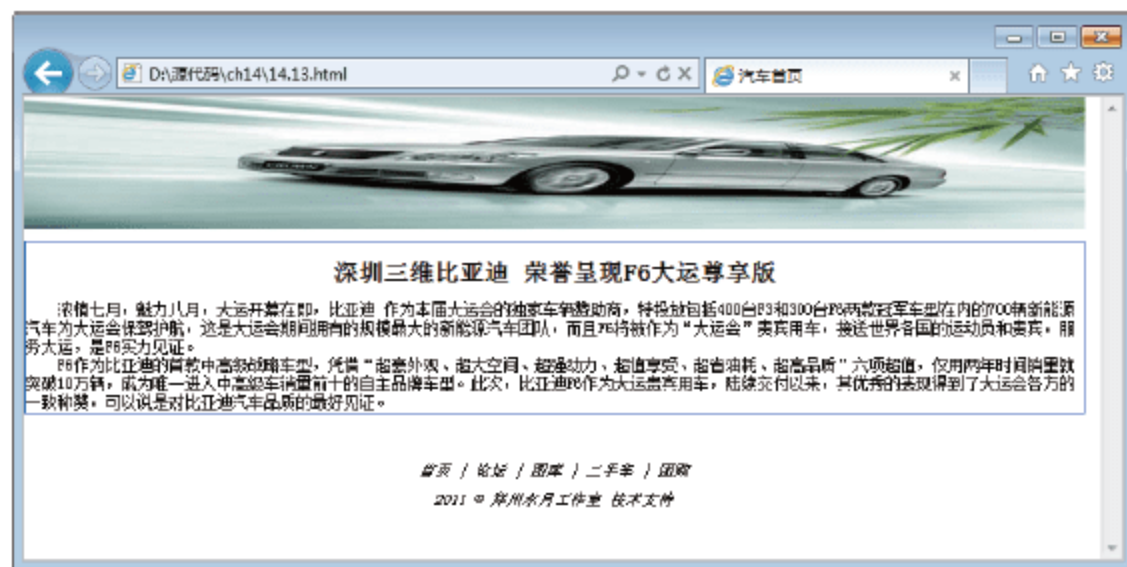 D:\源代码\ch14\14.13.html
汽车首页
CROWN
深圳三维比亚迪 荣誉呈现F6大运尊享版
浓情七月，魅力八月，大运开幕在即，比亚迪 作为本届大运会的独家车辆赞助商，特投放包括400台F3和300台F6两款冠军车型在内的700辆新能源
汽车为大运会保驾护航，这是大运会期间拥有的规模最大的新能源汽车团队，而且F6将被作为“大运会”贵宾用车，接送世界各国的运动员和贵宾，服
务大运，是F6实力见证。
F6作为比亚迪的首款中高级战略车型，凭借“超豪外观、超大空间、超强动力、超值享受、超省油耗、超高品质”六项超值，仅用两年时间销量就
突破10万辆，成为唯一进入中高级车销量前十的自主品牌车型。此次，比亚迪F6作为大运贵宾用车，陆续交付以来，其优秀的表现得到了大运会各方的
一致称赞，可以说是对比亚迪汽车品质的最好见证。
首页 | 论坛 | 图库 | 二手车 | 团购
2011 © 郑州水月工作室 技术支持